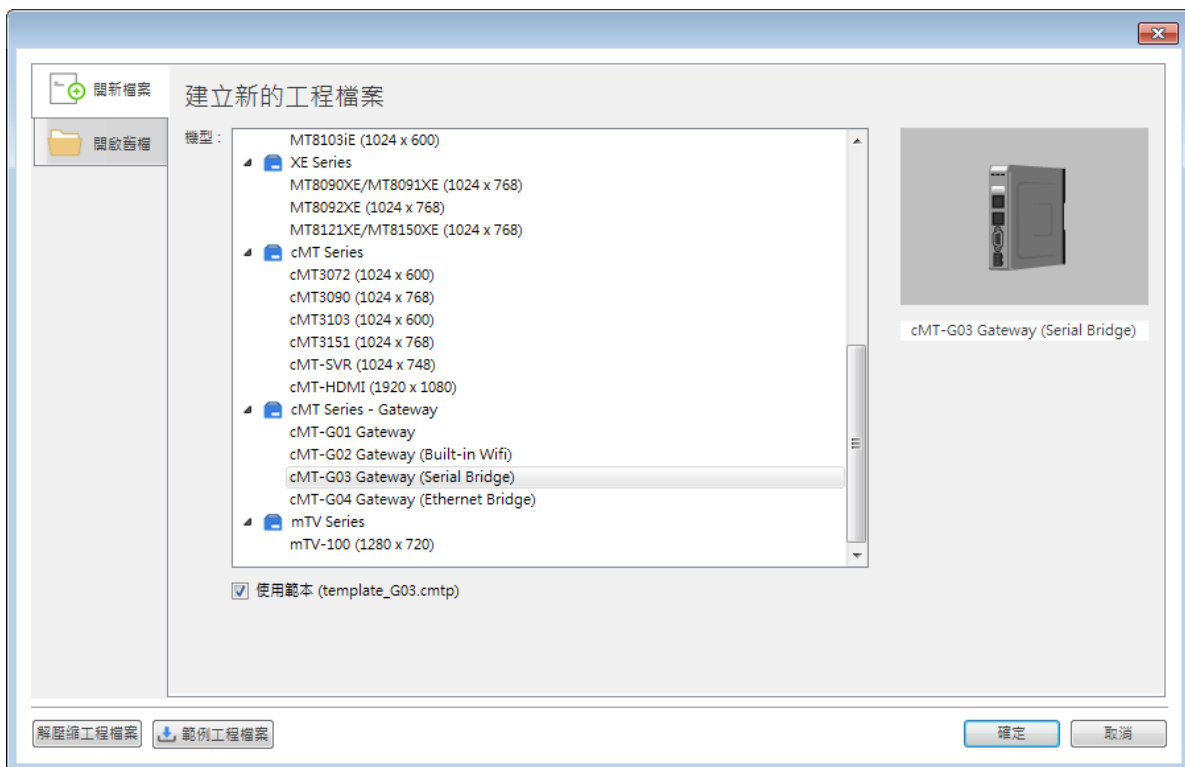 開新檔案
開啟舊檔
建立新的工程檔案
機型：
MT8103iE (1024 x 600)
XE Series
MT8090XE/MT8091XE (1024 x 768)
MT8092XE (1024 x 768)
MT8121XE/MT8150XE (1024 x 768)
cMT Series
cMT3072 (1024 x 600)
cMT3090 (1024 x 768)
cMT3103 (1024 x 600)
cMT3151 (1024 x 768)
cMT-SVR (1024 x 748)
cMT-HDMI (1920 x 1080)
cMT Series - Gateway
cMT-G01 Gateway
cMT-G02 Gateway (Built-in Wifi)
cMT-G03 Gateway (Serial Bridge)
cMT-G04 Gateway (Ethernet Bridge)
mTV Series
mTV-100 (1280 x 720)
cMT-G03 Gateway (Serial Bridge)
使用範本 (template_G03.cmtp)
解壓缩工程檔案
範例工程檔案
確定
取消